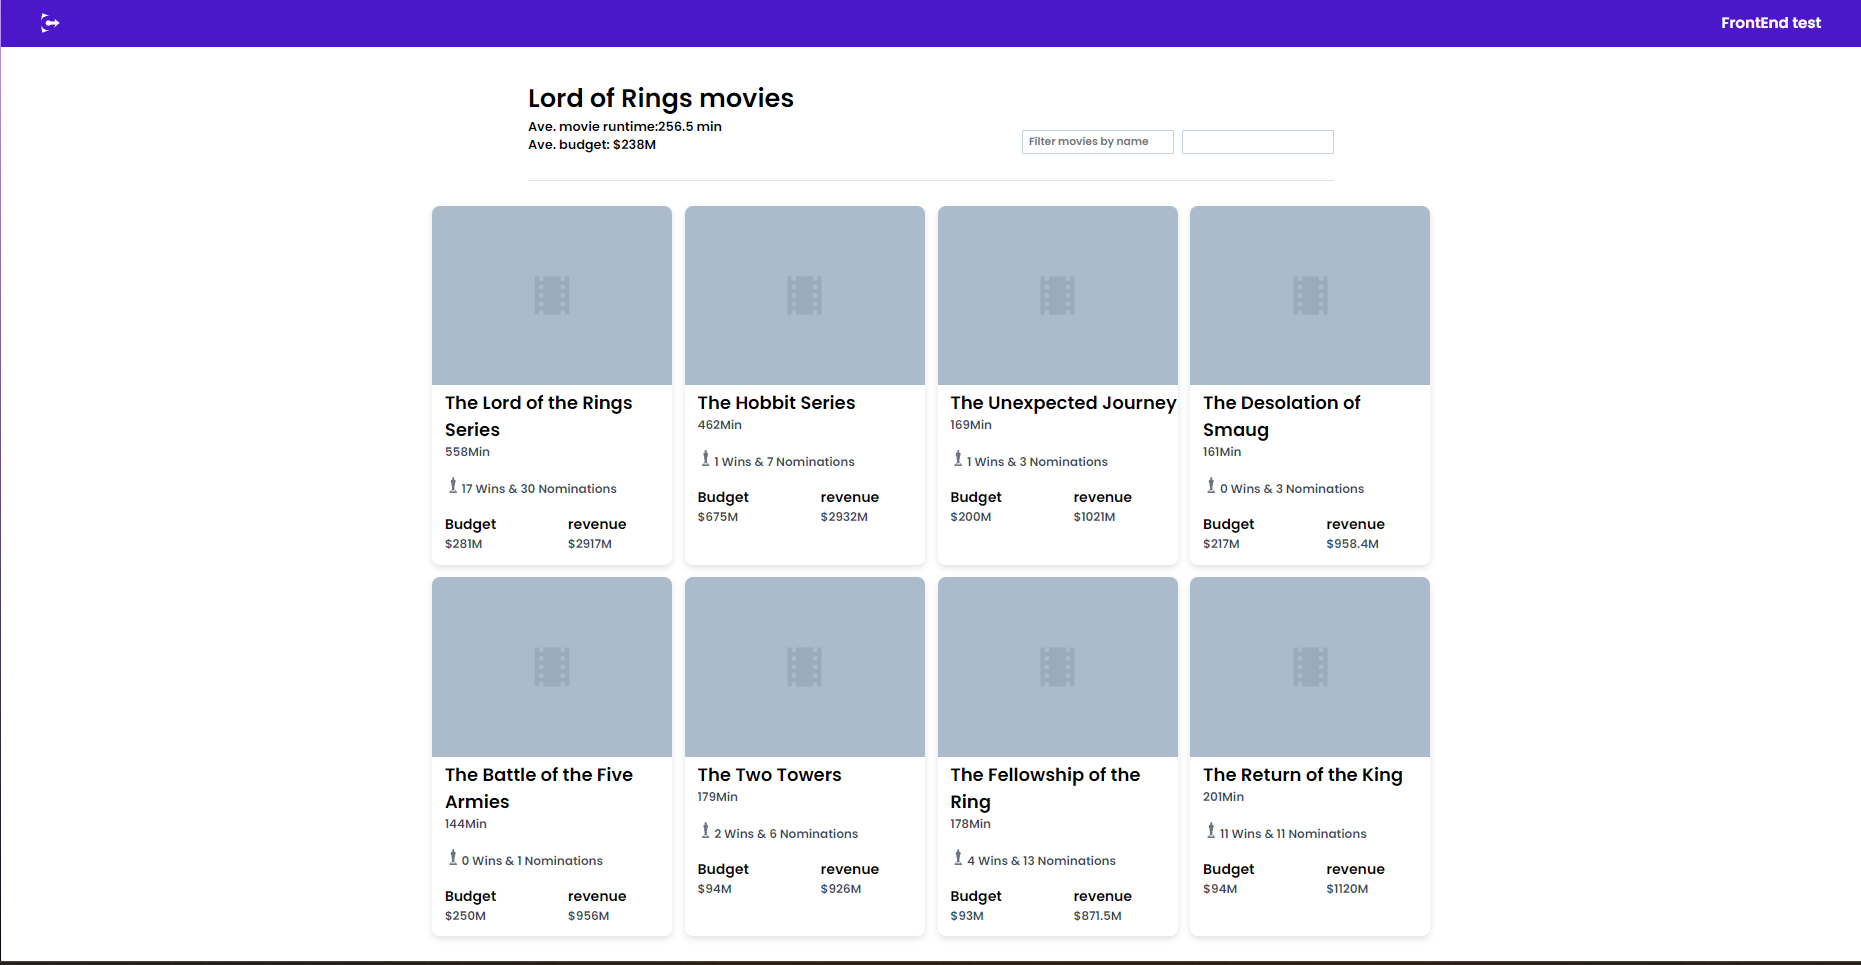 FrontEnd test
Lord of Rings movies
Ave. movie runtime:256.5 min
Ave. budget: $238M
Filter movies by name
The Lord of the Rings
Series
558Min
17 Wins & 30 Nominations
Budget revenue
$281M $2917M
The Hobbit Series
462Min
1 Wins & 7 Nominations
Budget revenue
$675M $2932M
The Unexpected Journey
169Min
1 Wins & 3 Nominations
Budget revenue
$200M $1021M
The Desolation of
Smaug
161Min
0 Wins & 3 Nominations
Budget revenue
$217M $958.4M
The Battle of the Five
Armies
144Min
0 Wins & 1 Nominations
Budget revenue
$250M $956M
The Two Towers
179Min
2 Wins & 6 Nominations
Budget revenue
$94M $926M
The Fellowship of the
Ring
178Min
4 Wins & 13 Nominations
Budget revenue
$93M $871.5M
The Return of the King
201Min
11 Wins & 11 Nominations
Budget revenue
$94M $1120M